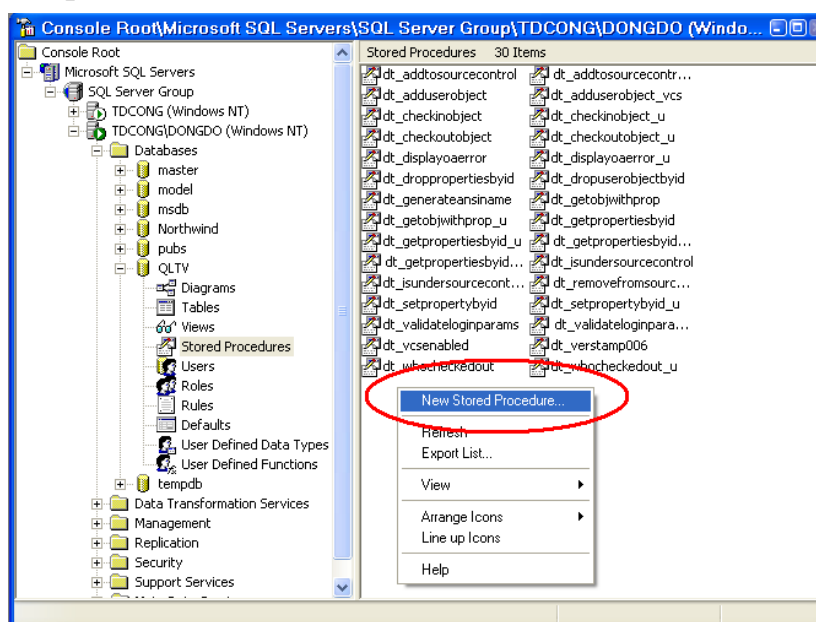 Console Root\Microsoft SQL Servers\SQL Server Group\TDCONG\DONGDO (Windo...
Console Root
Microsoft SQL Servers
SQL Server Group
TDCONG (Windows NT)
TDCONG\DONGDO (Windows NT)
Databases
master
model
msdb
Northwind
pubs
QLTV
Diagrams
Tables
Views
Stored Procedures
Users
Roles
Rules
Defaults
User Defined Data Types
User Defined Functions
tempdb
Data Transformation Services
Management
Replication
Security
Support Services
Stored Procedures 30 Items
dt_addtosourcecontrol dt_addtosourcecontr...
dt_adduserobject dt_adduserobject_vcs
dt_checkinobject dt_checkinobject_u
dt_checkoutobject dt_checkoutobject_u
dt_displayoaerror dt_displayoaerror_u
dt_droppropertiesbyid dt_dropuserobjectbyid
dt_generateansiname dt_getobjwithprop
dt_getobjwithprop_u dt_getpropertiesbyid
dt_getpropertiesbyid_u dt_getpropertiesbyid...
dt_getpropertiesbyid... dt_isundersourcecontrol
dt_isundersourcecont... dt_removefromsourc...
dt_setpropertybyid dt_setpropertybyid_u
dt_validateloginparams dt_validateloginpara...
dt_vcsenabled dt_verstamp006
dt_whocheckedout dt_whocheckedout_u
New Stored Procedure...
Refresh
Export List...
View
Arrange Icons
Line up Icons
Help